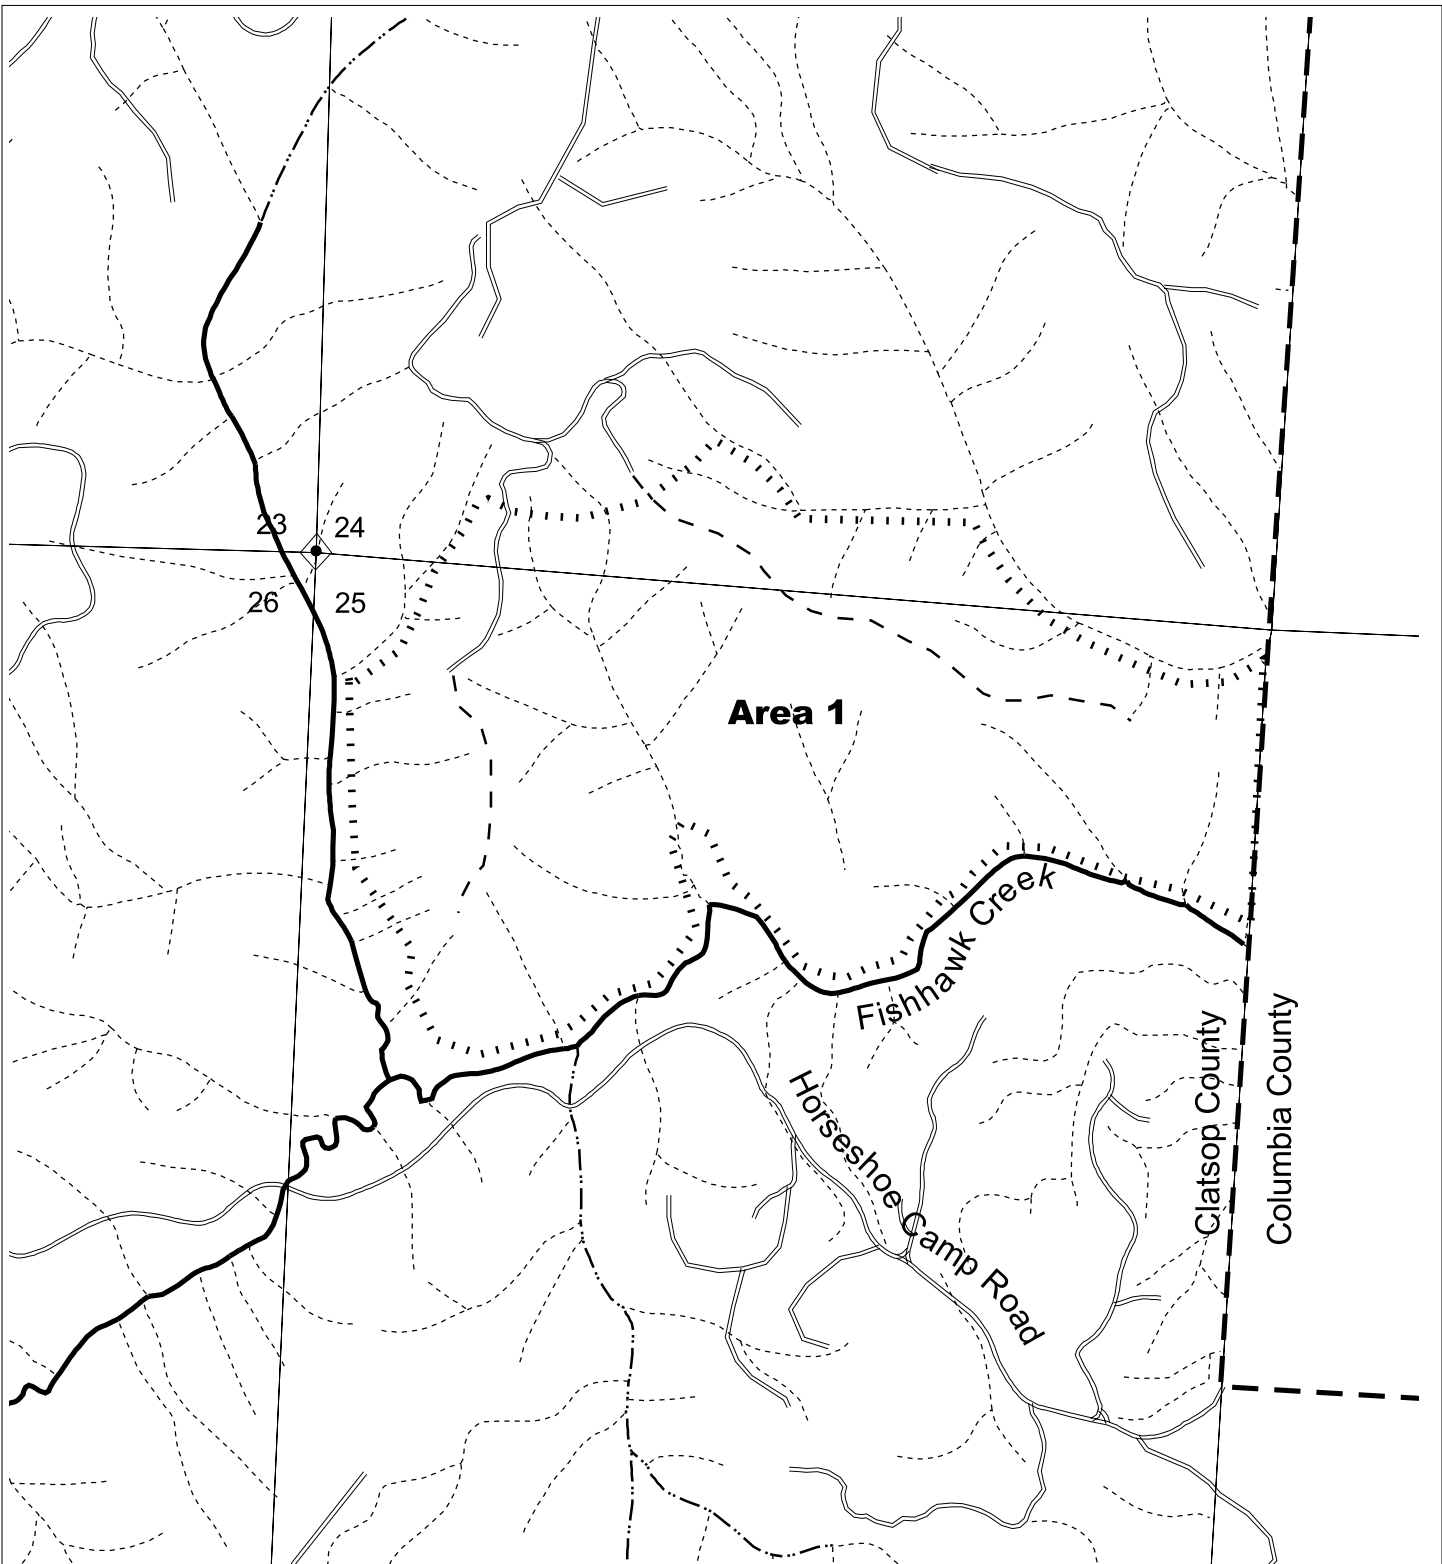 23
24
26
25
Area 1
Fishhawk Creek
Horseshoe Camp Road
Clatsop County
Columbia County